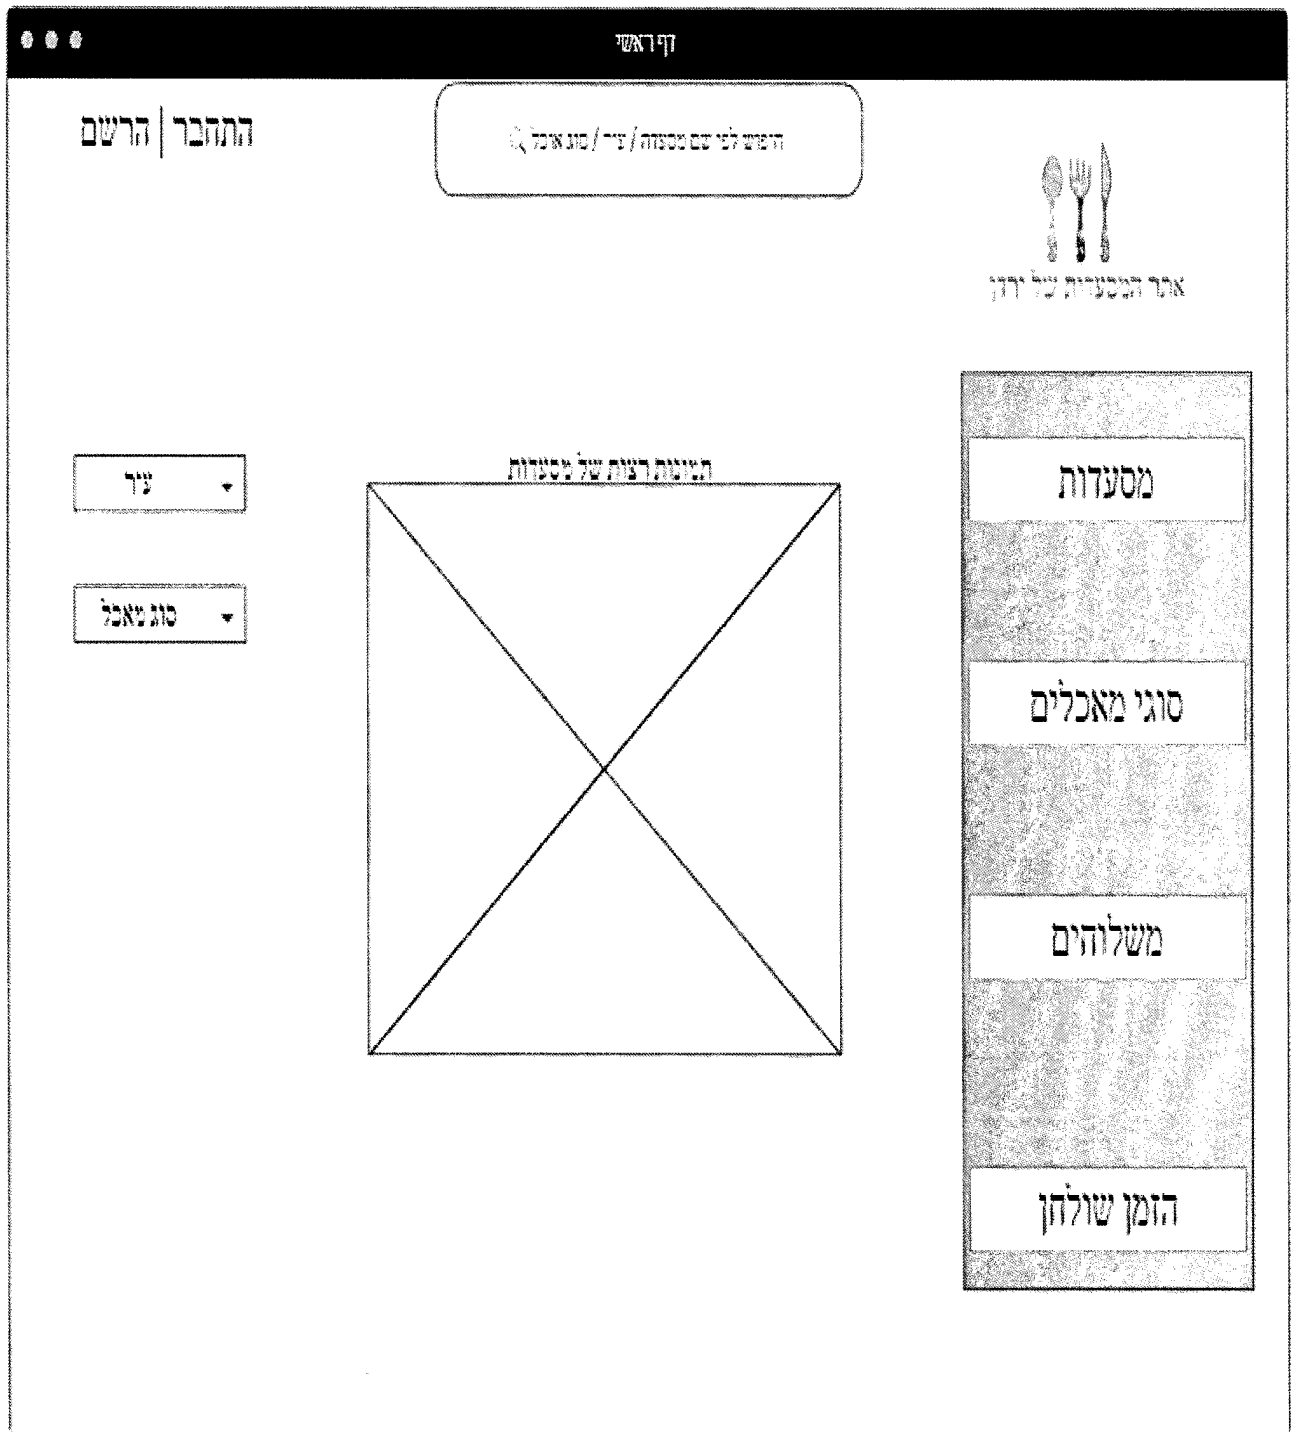 דף ראשי
התחבר | הרשם
חיפוש לפי שם מסעדה / עיר / סוג אוכל
אתר המסעדות של ירדן
מסעדות
סוגי מאכלים
משלוחים
הזמן שולחן
תמונות רצות של מסעדות
עיר
סוג מאכל